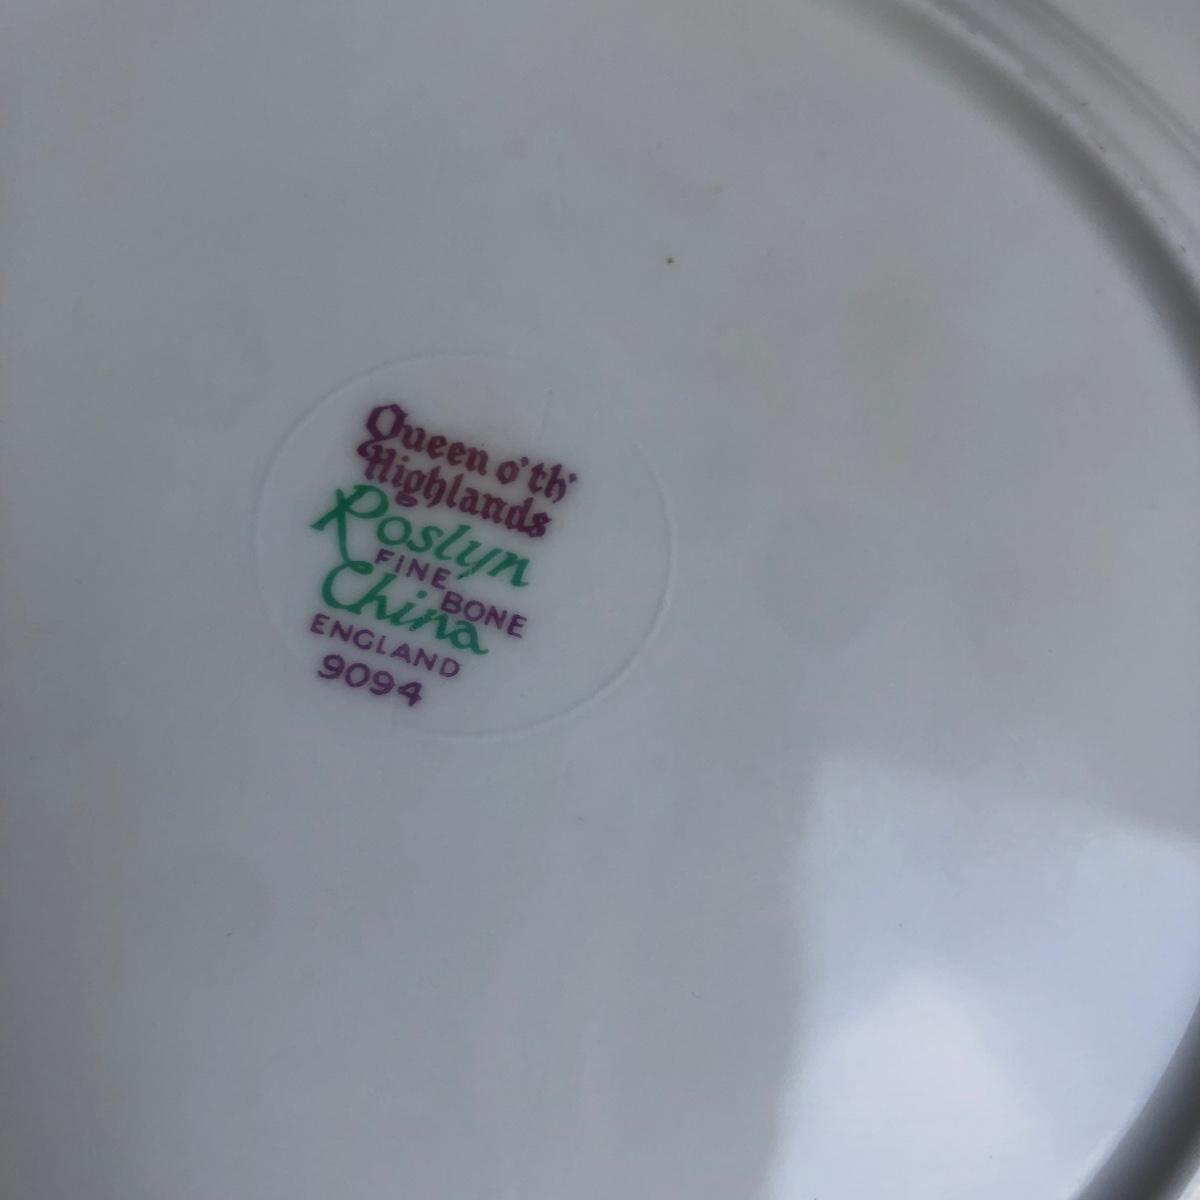 Queen o' th'
Highlands
Roslyn
FINE BONE
China
ENGLAND
9094